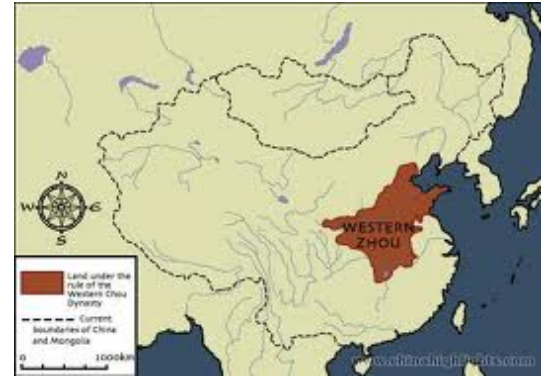 WESTERN
ZHOU
N
W
E
S
Land under the
rule of the
Western Chou
Dynasty
Current
boundaries of China
and Mongolia
0
1000km
www.chinahighlights.com